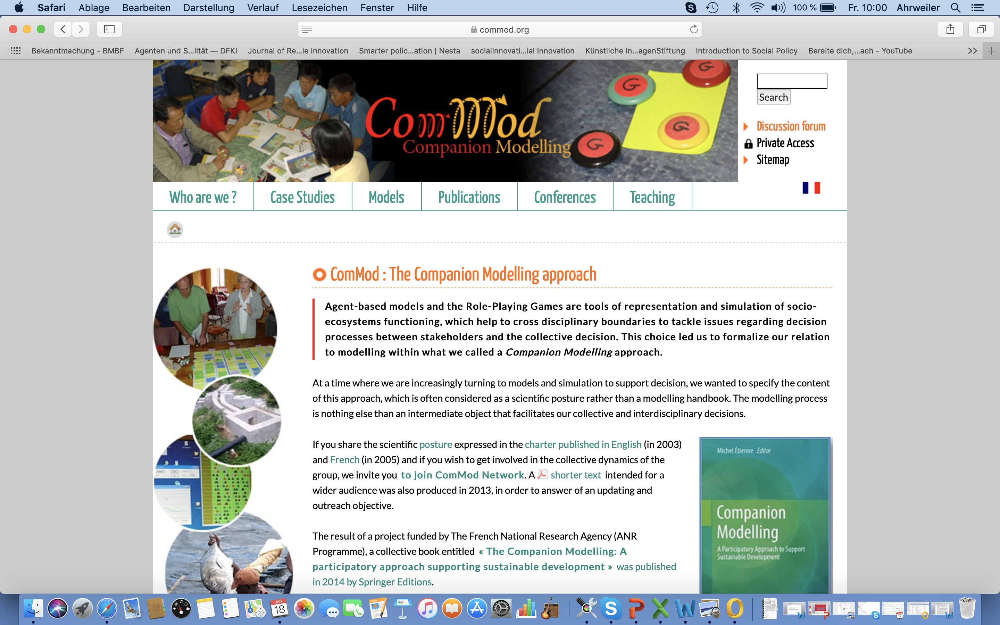 Safari Ablage Bearbeiten Darstellung Verlauf Lesezeichen Fenster Hilfe 100 % Fr. 10:00 Ahrweiler
commod.org
Bekanntmachung - BMBF Agenten und S...lität — DFKI Journal of Re...le Innovation Smarter polic...ation | Nesta socialinnovati...ial Innovation Künstliche In...agenStiftung Introduction to Social Policy Bereite dich,...ach - YouTube
ComMod
Companion Modelling
G
G
G
G
Search
Discussion forum
Private Access
Sitemap
Who are we ? Case Studies Models Publications Conferences Teaching
ComMod : The Companion Modelling approach
Agent-based models and the Role-Playing Games are tools of representation and simulation of socio-
ecosystems functioning, which help to cross disciplinary boundaries to tackle issues regarding decision
processes between stakeholders and the collective decision. This choice led us to formalize our relation
to modelling within what we called a Companion Modelling approach.
At a time where we are increasingly turning to models and simulation to support decision, we wanted to specify the content
of this approach, which is often considered as a scientific posture rather than a modelling handbook. The modelling process
is nothing else than an intermediate object that facilitates our collective and interdisciplinary decisions.
If you share the scientific posture expressed in the charter published in English (in 2003)
and French (in 2005) and if you wish to get involved in the collective dynamics of the
group, we invite you to join ComMod Network. A shorter text intended for a
wider audience was also produced in 2013, in order to answer of an updating and
outreach objective.
The result of a project funded by The French National Research Agency (ANR
Programme), a collective book entitled « The Companion Modelling: A
participatory approach supporting sustainable development » was published
in 2014 by Springer Editions.
Michel Étienne Editor
Companion
Modelling
A Participatory Approach to Support
Sustainable Development
JAN
18
PAGES
3D
17